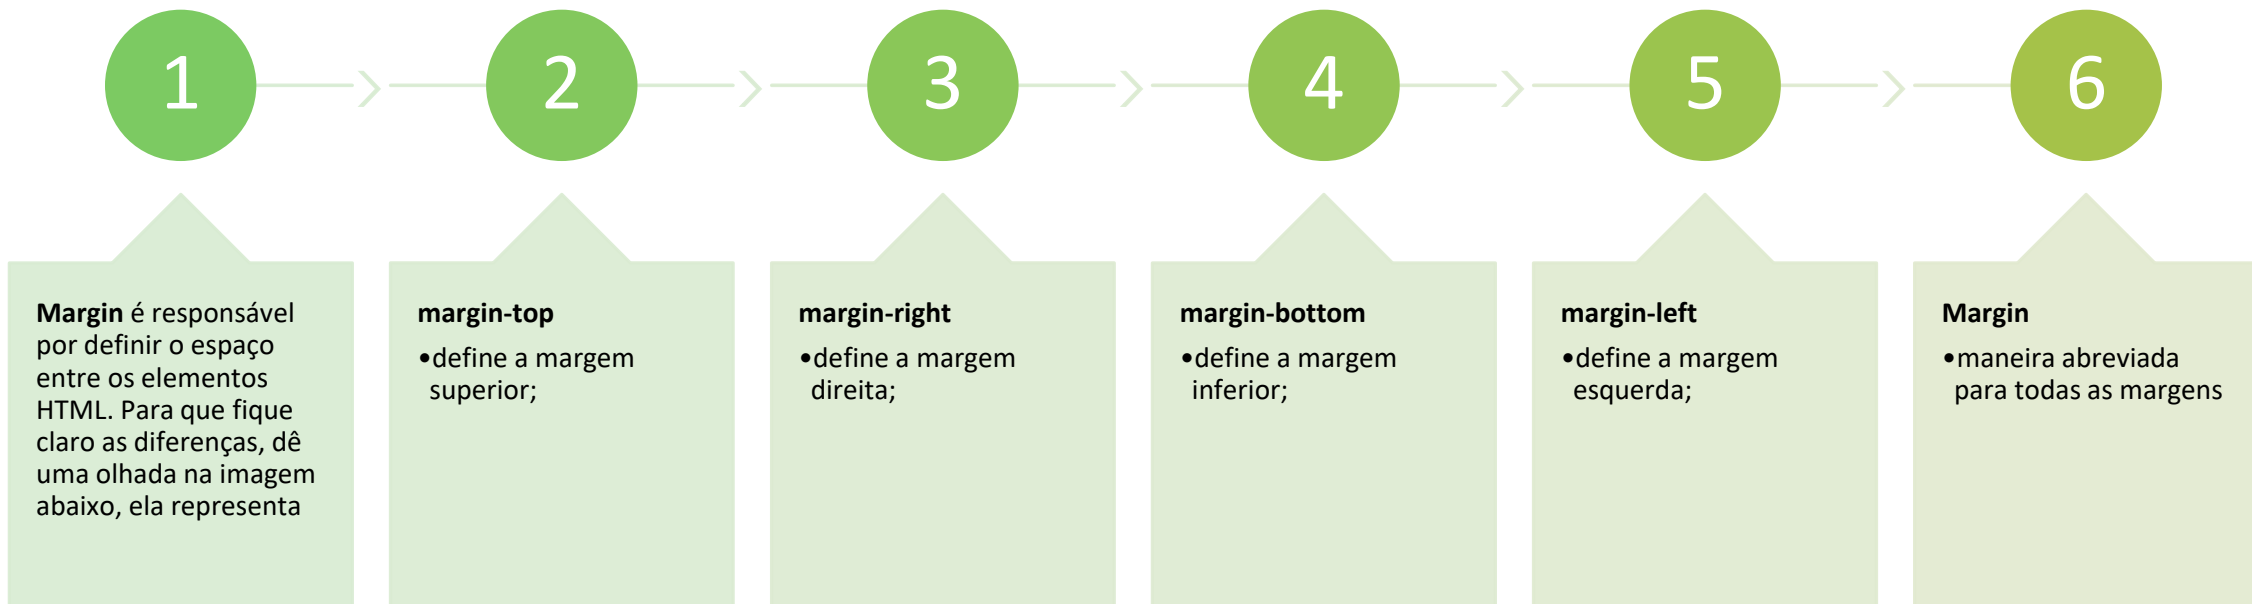 1
2
3
4
5
6
Margin é responsável
por definir o espaço
entre os elementos
HTML. Para que fique
claro as diferenças, dê
uma olhada na imagem
abaixo, ela representa
margin-top
•define a margem
superior;
margin-right
•define a margem
direita;
margin-bottom
•define a margem
inferior;
margin-left
•define a margem
esquerda;
Margin
•maneira abreviada
para todas as margens